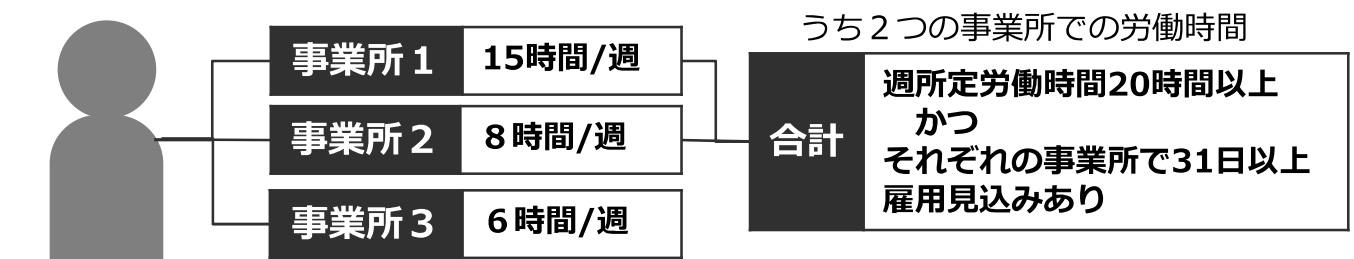 うち２つの事業所での労働時間
事業所１ 15時間/週
事業所２ ８時間/週
事業所３ ６時間/週
合計
週所定労働時間20時間以上
かつ
それぞれの事業所で31日以上
雇用見込みあり